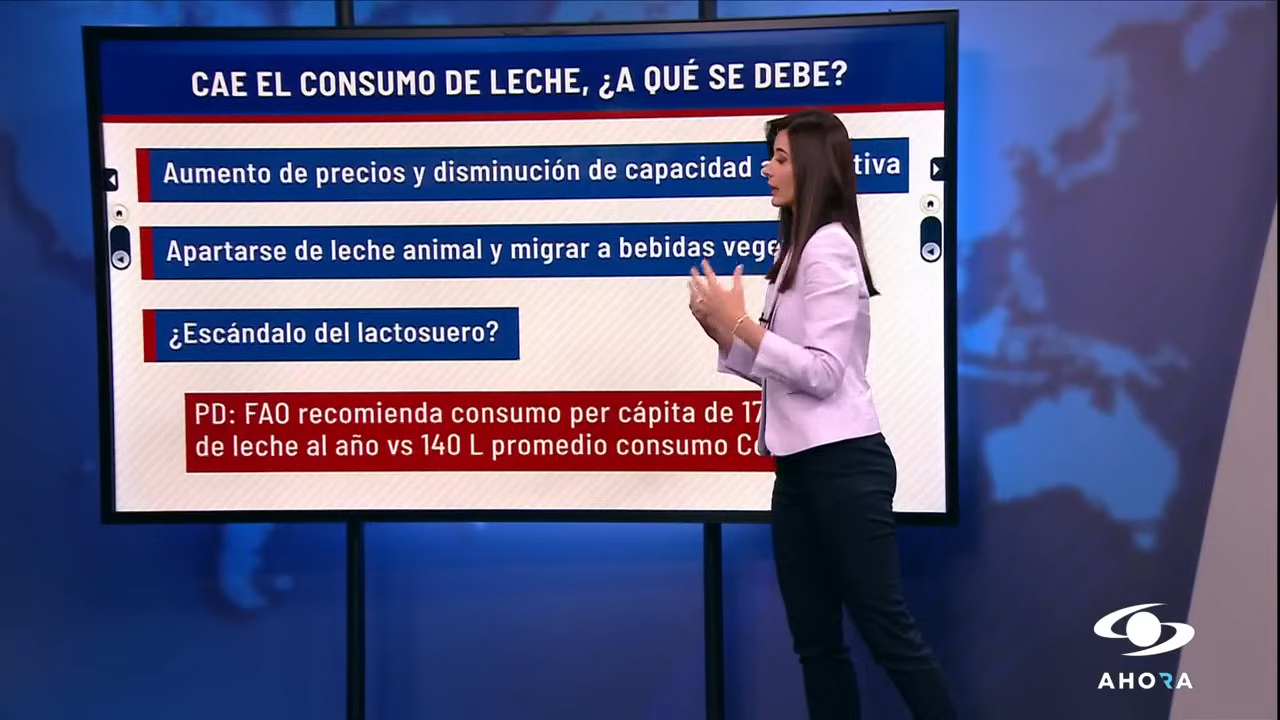 CAE EL CONSUMO DE LECHE, ¿A QUÉ SE DEBE?
Aumento de precios y disminución de capacidad
Apartarse de leche animal y migrar a bebidas
¿Escándalo del lactosuero?
PD: FAO recomienda consumo per cápita de
de leche al año vs 140 L promedio consumo
AHORA